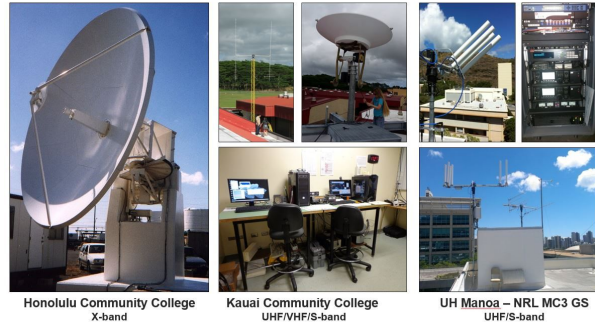 Honolulu Community College
X-band
Kauai Community College
UHF/VHF/S-band
UH Manoa – NRL MC3 GS
UHF/S-band